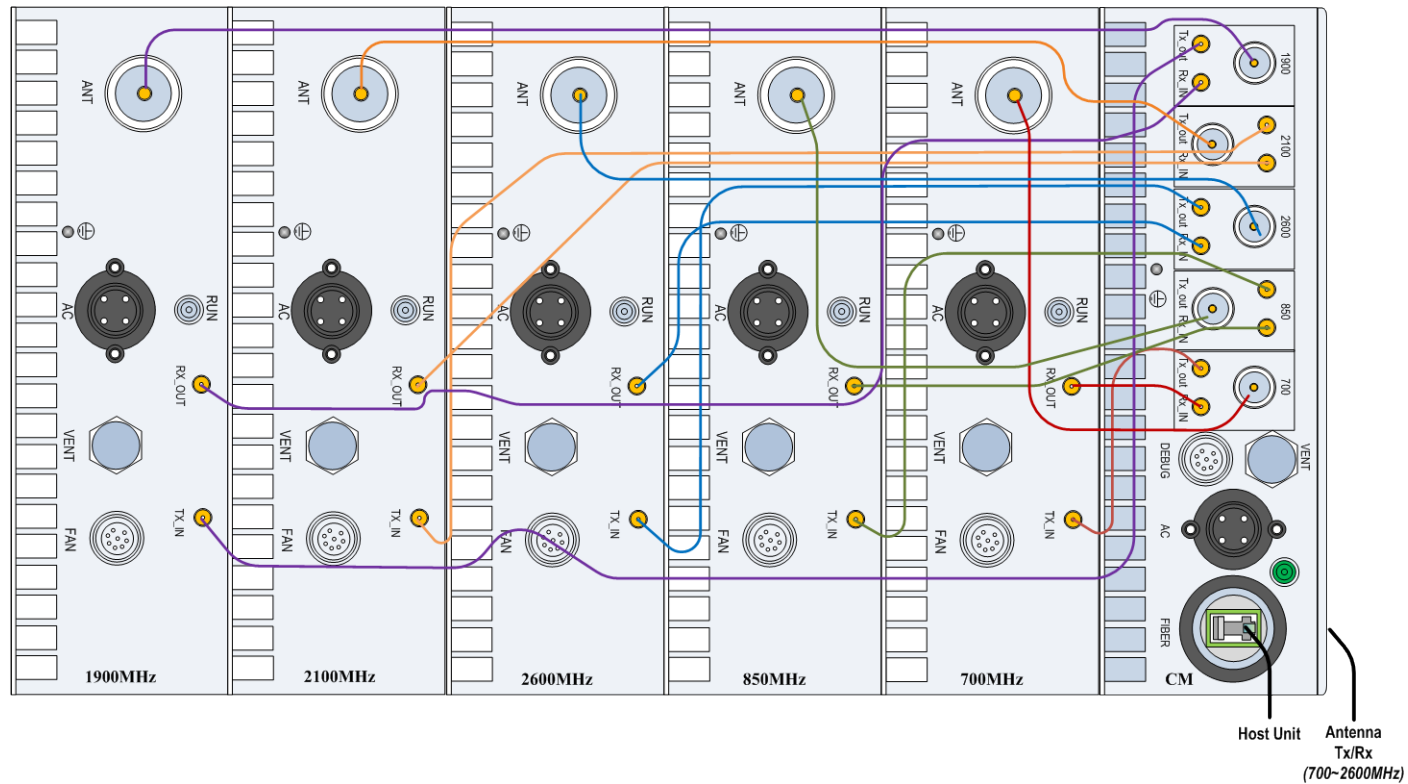 ANT
AC
RUN
RX_OUT
VENT
TX_IN
FAN
1900MHz
ANT
AC
RUN
RX_OUT
VENT
TX_IN
FAN
2100MHz
ANT
AC
RUN
RX_OUT
VENT
TX_IN
FAN
2600MHz
ANT
AC
RUN
RX_OUT
VENT
TX_IN
FAN
850MHz
ANT
AC
RUN
RX_OUT
VENT
TX_IN
FAN
700MHz
Tx_out Rx_IN
1900
Tx_out Rx_IN
2100
Tx_out Rx_IN
2600
Tx_out Rx_IN
850
Tx_out Rx_IN
700
DEBUG
VENT
AC
FIBER
CM
Host Unit
Antenna
Tx/Rx
(700~2600MHz)